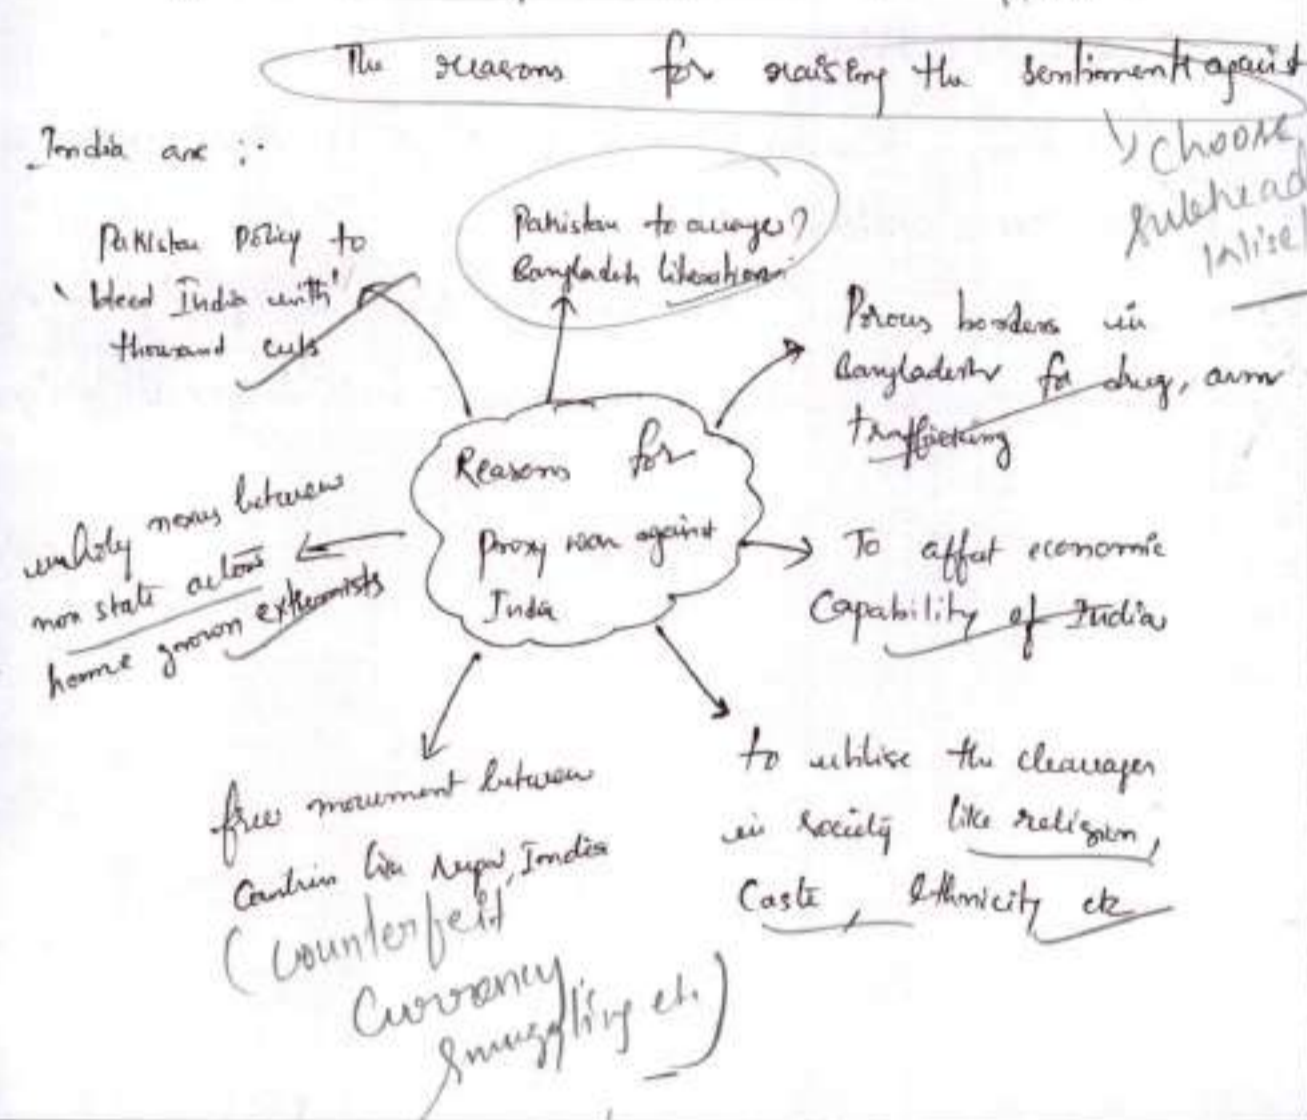 The reasons for raising the sentiments against
India are :-
choose
subhead
Pakistan policy to
'bleed India with'
thousand cuts
Pakistan to avenge?
Bangladesh liberation
Porous borders in
Bangladesh for drug, arm
trafficking
Reasons for
proxy war against
India
unholy nexus between
non state actors
home grown extremists
To affect economic
Capability of India
free movement between
Countries like Nepal, India
(counterfeit
currency
smuggling etc.)
to utilise the cleavages
in society like religion,
Caste, ethnicity etc